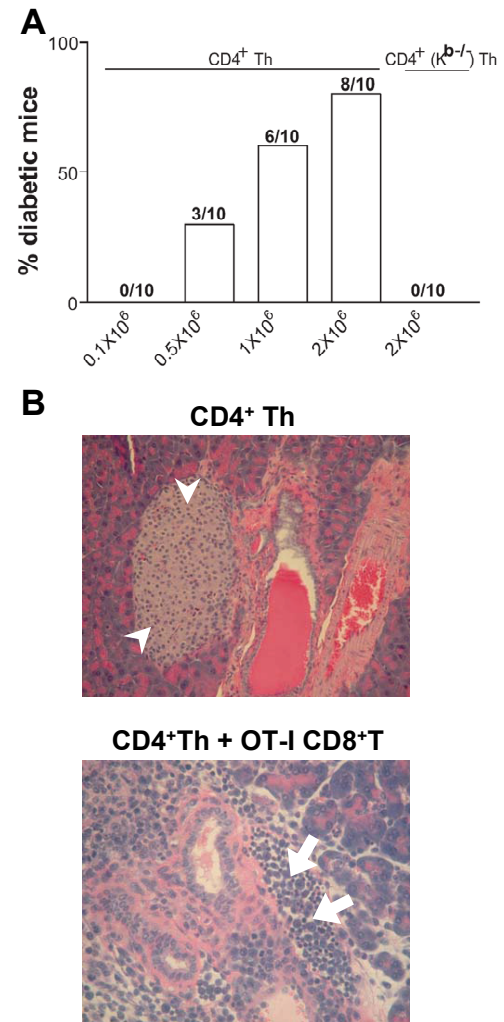 A
% diabetic mice
100
50
0
CD4⁺ Th
CD4⁺ (Kᵇ⁻/⁻) Th
0/10
3/10
6/10
8/10
0/10
0.1X10⁶
0.5X10⁶
1X10⁶
2X10⁶
2X10⁶
B
CD4⁺ Th
CD4⁺Th + OT-I CD8⁺T